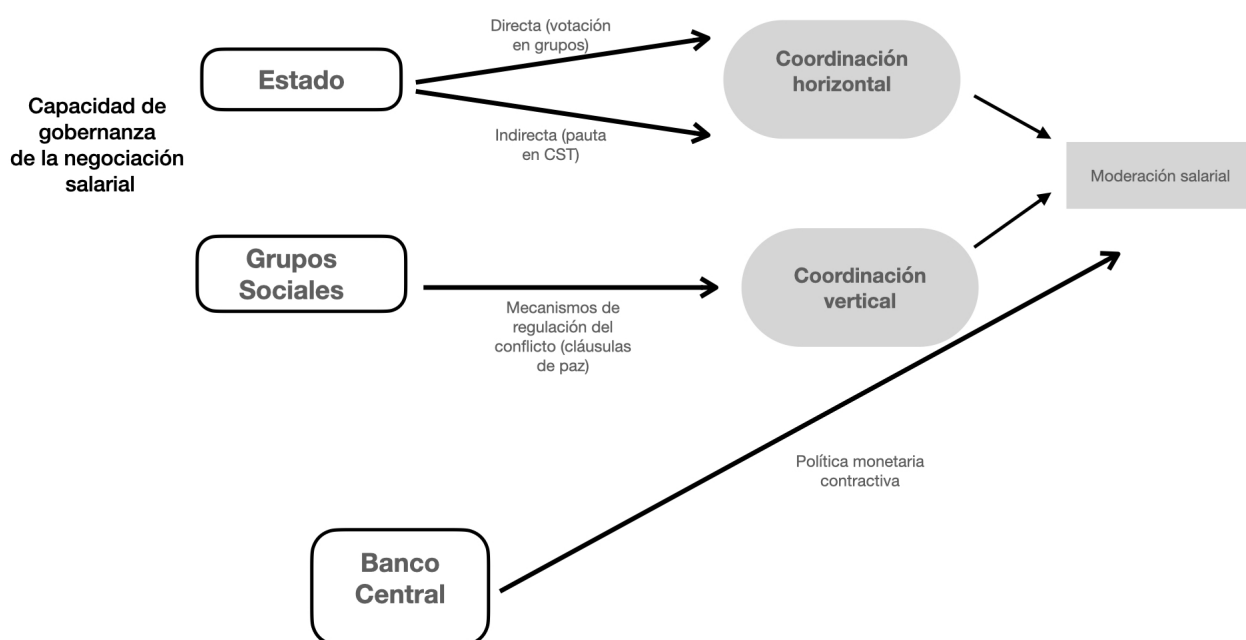 Capacidad de
gobernanza
de la negociación
salarial
Estado
Directa (votación
en grupos)
Indirecta (pauta
en CST)
Coordinación
horizontal
Moderación salarial
Grupos
Sociales
Mecanismos de
regulación del
conflicto (cláusulas
de paz)
Coordinación
vertical
Política monetaria
contractiva
Banco
Central